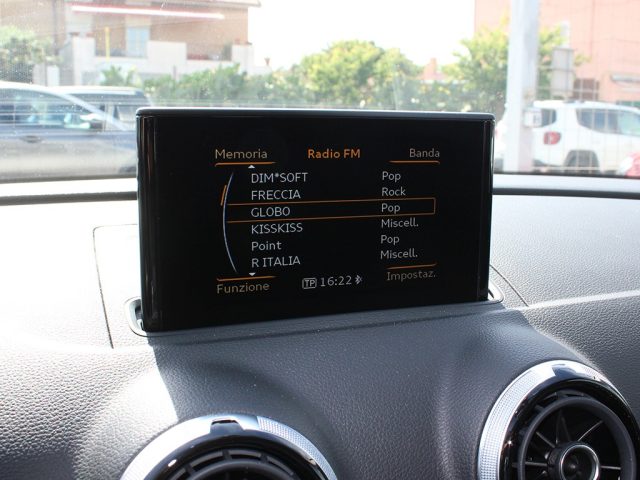 Memoria Radio FM Banda
DIM*SOFT Pop
FRECCIA Rock
GLOBO Pop
KISSKISS Miscell.
Point Pop
R ITALIA Miscell.
Funzione TP 16:22 Impostaz.